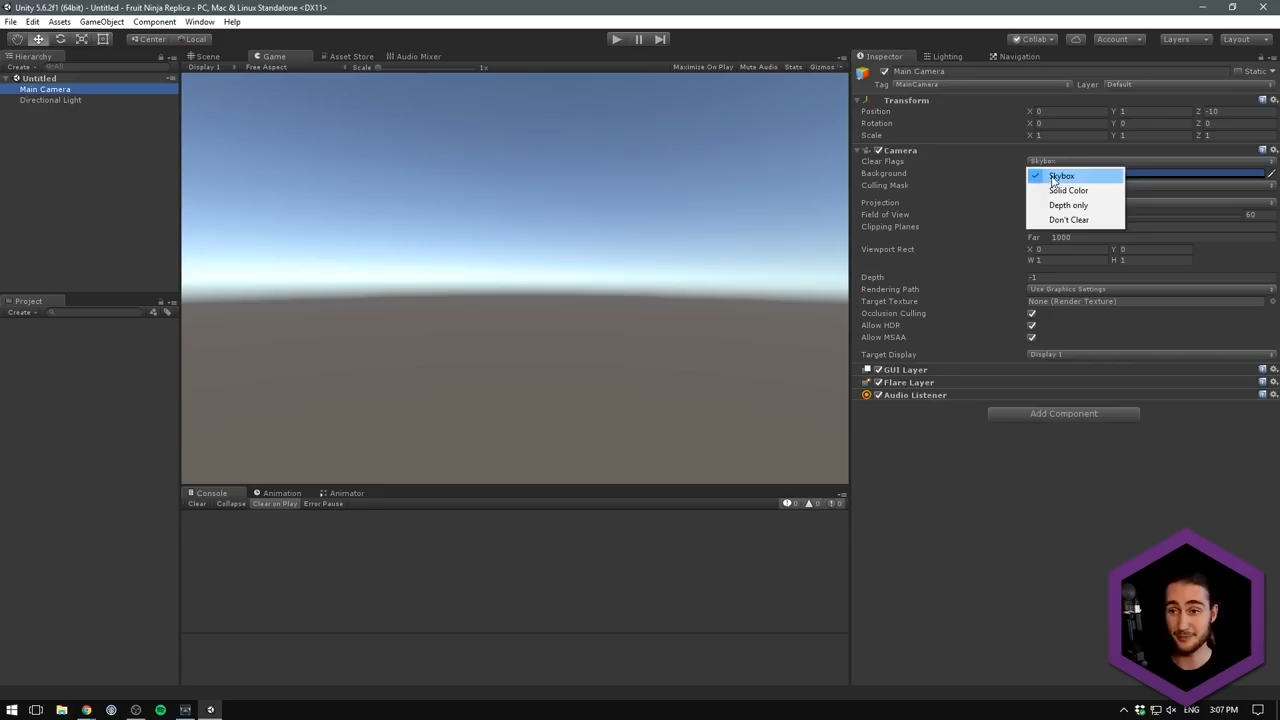 Unity 5.6.2f1 (64bit) - Untitled - Fruit Ninja Replica - PC, Mac & Linux Standalone <DX11>
File Edit Assets GameObject Component Window Help
Center Local Collab Account Layers Layout
Hierarchy Scene Game Asset Store Audio Mixer Inspector Lighting Navigation
Create All Display 1 Free Aspect Scale 1x Maximize On Play Mute Audio Stats Gizmos
Untitled
Main Camera
Directional Light
Main Camera Static
Tag MainCamera Layer Default
Transform
Position X 0 Y 1 Z -10
Rotation X 0 Y 0 Z 0
Scale X 1 Y 1 Z 1
Camera
Clear Flags Skybox
Background
Culling Mask
Skybox
Solid Color
Depth only
Don't Clear
Projection
Field of View 60
Clipping Planes
Far 1000
Viewport Rect X 0 Y 0
W 1 H 1
Depth -1
Rendering Path Use Graphics Settings
Target Texture None (Render Texture)
Occlusion Culling
Allow HDR
Allow MSAA
Target Display Display 1
GUI Layer
Flare Layer
Audio Listener
Add Component
Project
Create
Console Animation Animator
Clear Collapse Clear on Play Error Pause 0 0 0
ENG 3:07 PM